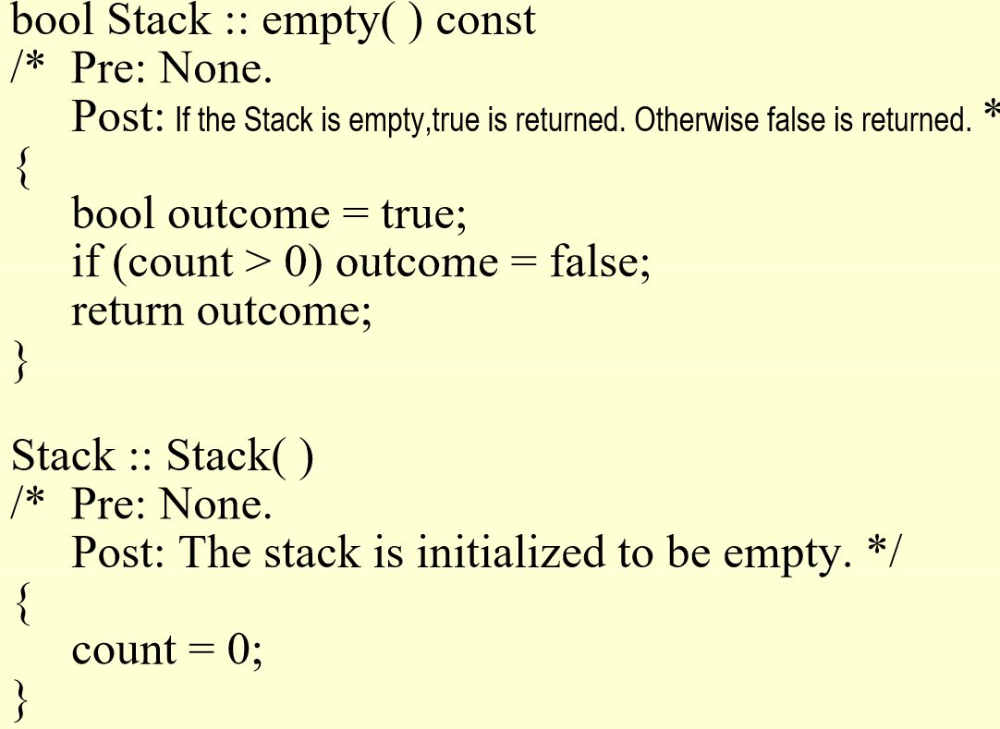 bool Stack :: empty( ) const
/*  Pre: None.
    Post: If the Stack is empty,true is returned. Otherwise false is returned. *
{
    bool outcome = true;
    if (count > 0) outcome = false;
    return outcome;
}
Stack :: Stack( )
/*  Pre: None.
    Post: The stack is initialized to be empty. */
{
    count = 0;
}